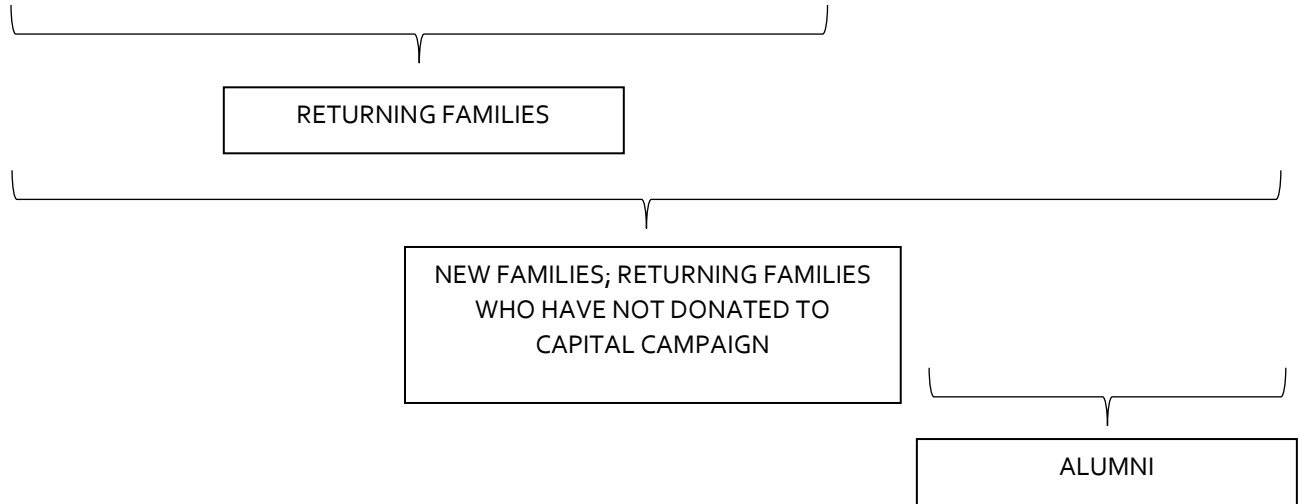 RETURNING FAMILIES
NEW FAMILIES; RETURNING FAMILIES
WHO HAVE NOT DONATED TO
CAPITAL CAMPAIGN
ALUMNI